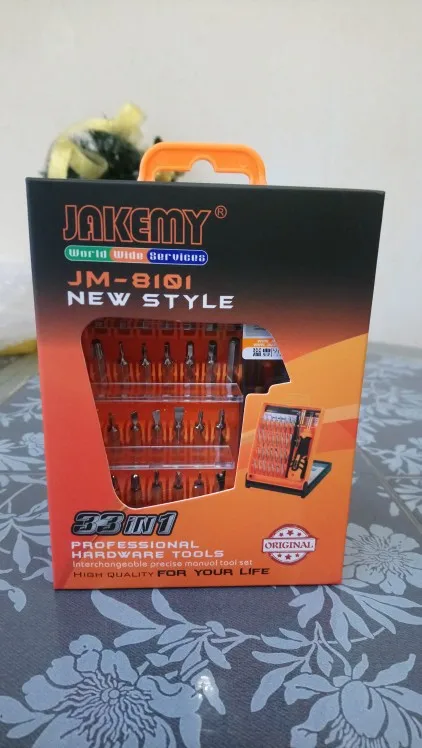 JAKEMY®
World Wide Services
JM-8101
NEW STYLE
33 IN 1
PROFESSIONAL
HARDWARE TOOLS
Interchangeable precise manual tool set
HIGH QUALITY FOR YOUR LIFE
ORIGINAL